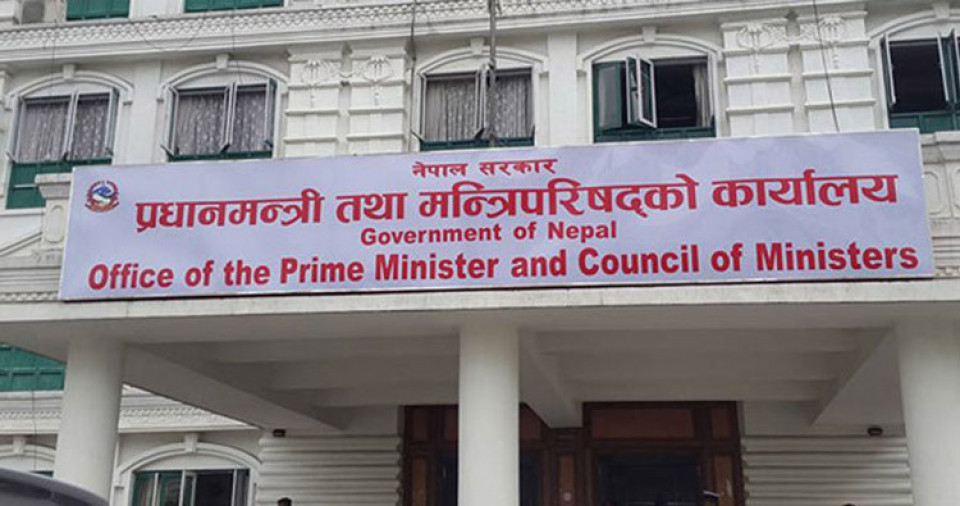 नेपाल सरकार
प्रधानमन्त्री तथा मन्त्रिपरिषद्को कार्यालय
Government of Nepal
Office of the Prime Minister and Council of Ministers